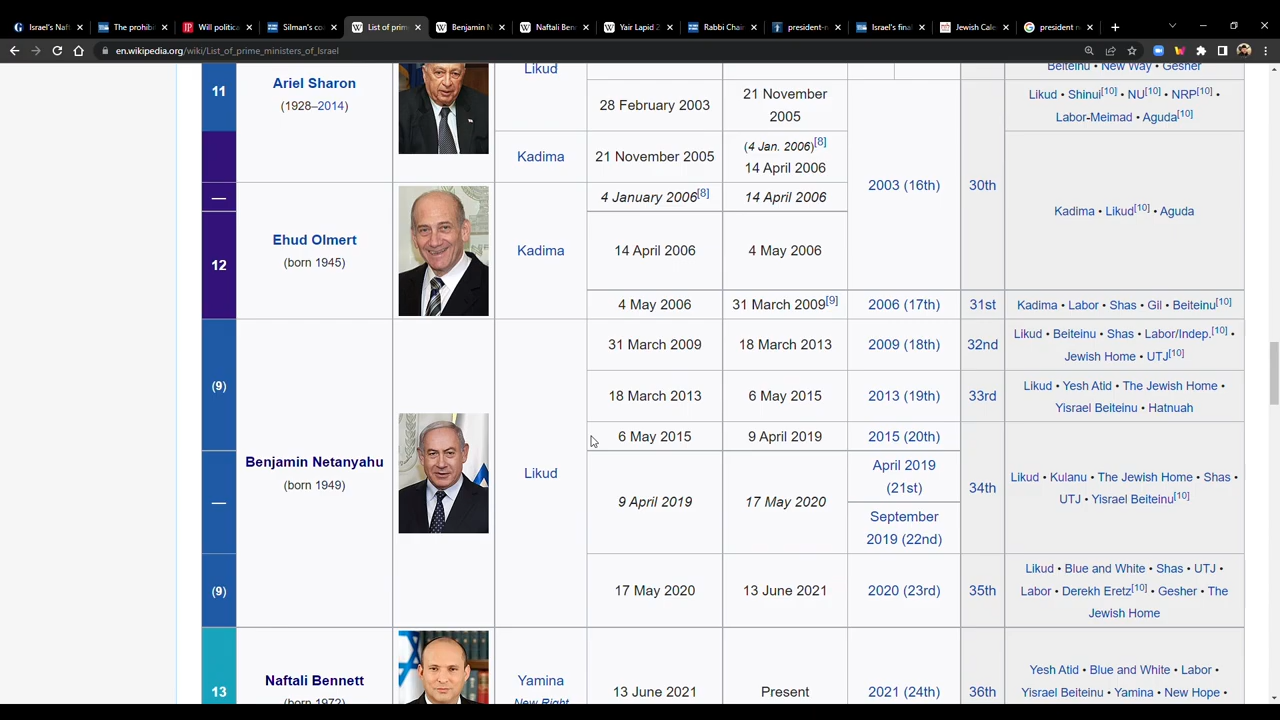 Israel's Naft
The prohibi
Will political
Silman's co
List of prime
Benjamin N
Naftali Ben
Yair Lapid
Rabbi Cha
president-n
Israel's final
Jewish Cale
president n
en.wikipedia.org/wiki/List_of_prime_ministers_of_Israel
11
Ariel Sharon
(1928–2014)
Likud
Beiteinu • New Way • Gesher
28 February 2003
21 November
2005
Likud • Shinui[10] • NU[10] • NRP[10] •
Labor-Meimad • Aguda[10]
Kadima
21 November 2005
(4 Jan. 2006)[8]
14 April 2006
2003 (16th)
30th
Kadima • Likud[10] • Aguda
—
4 January 2006[8]
14 April 2006
12
Ehud Olmert
(born 1945)
Kadima
14 April 2006
4 May 2006
4 May 2006
31 March 2009[9]
2006 (17th)
31st
Kadima • Labor • Shas • Gil • Beiteinu[10]
(9)
31 March 2009
18 March 2013
2009 (18th)
32nd
Likud • Beiteinu • Shas • Labor/Indep.[10] •
Jewish Home • UTJ[10]
18 March 2013
6 May 2015
2013 (19th)
33rd
Likud • Yesh Atid • The Jewish Home •
Yisrael Beiteinu • Hatnuah
Benjamin Netanyahu
(born 1949)
Likud
6 May 2015
9 April 2019
2015 (20th)
—
9 April 2019
17 May 2020
April 2019
(21st)
September
2019 (22nd)
34th
Likud • Kulanu • The Jewish Home • Shas •
UTJ • Yisrael Beiteinu[10]
(9)
17 May 2020
13 June 2021
2020 (23rd)
35th
Likud • Blue and White • Shas • UTJ •
Labor • Derekh Eretz[10] • Gesher • The
Jewish Home
13
Naftali Bennett
(born 1972)
Yamina
New Right
13 June 2021
Present
2021 (24th)
36th
Yesh Atid • Blue and White • Labor •
Yisrael Beiteinu • Yamina • New Hope •